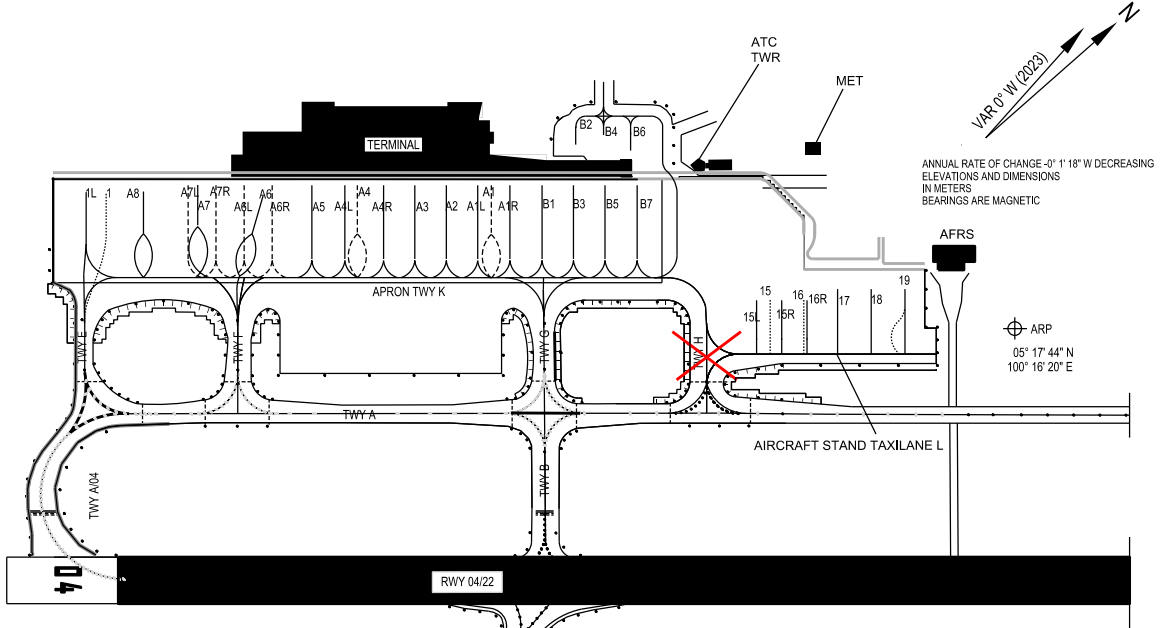 N
VAR 0° W (2023)
ATC
TWR
MET
ANNUAL RATE OF CHANGE -0° 1' 18" W DECREASING
ELEVATIONS AND DIMENSIONS
IN METERS
BEARINGS ARE MAGNETIC
B2
B4
B6
TERMINAL
1L
1
A8
A7L
A7
A7R
A6L
A6
A6R
A5
A4L
A4
A4R
A3
A2
A1L
A1
A1R
B1
B3
B5
B7
AFRS
APRON TWY K
15L
15
15R
16
16R
17
18
19
ARP
05° 17' 44" N
100° 16' 20" E
TWY E
TWY F
TWY G
TWY H
TWY A
AIRCRAFT STAND TAXILANE L
TWY A/04
TWY B
04
RWY 04/22